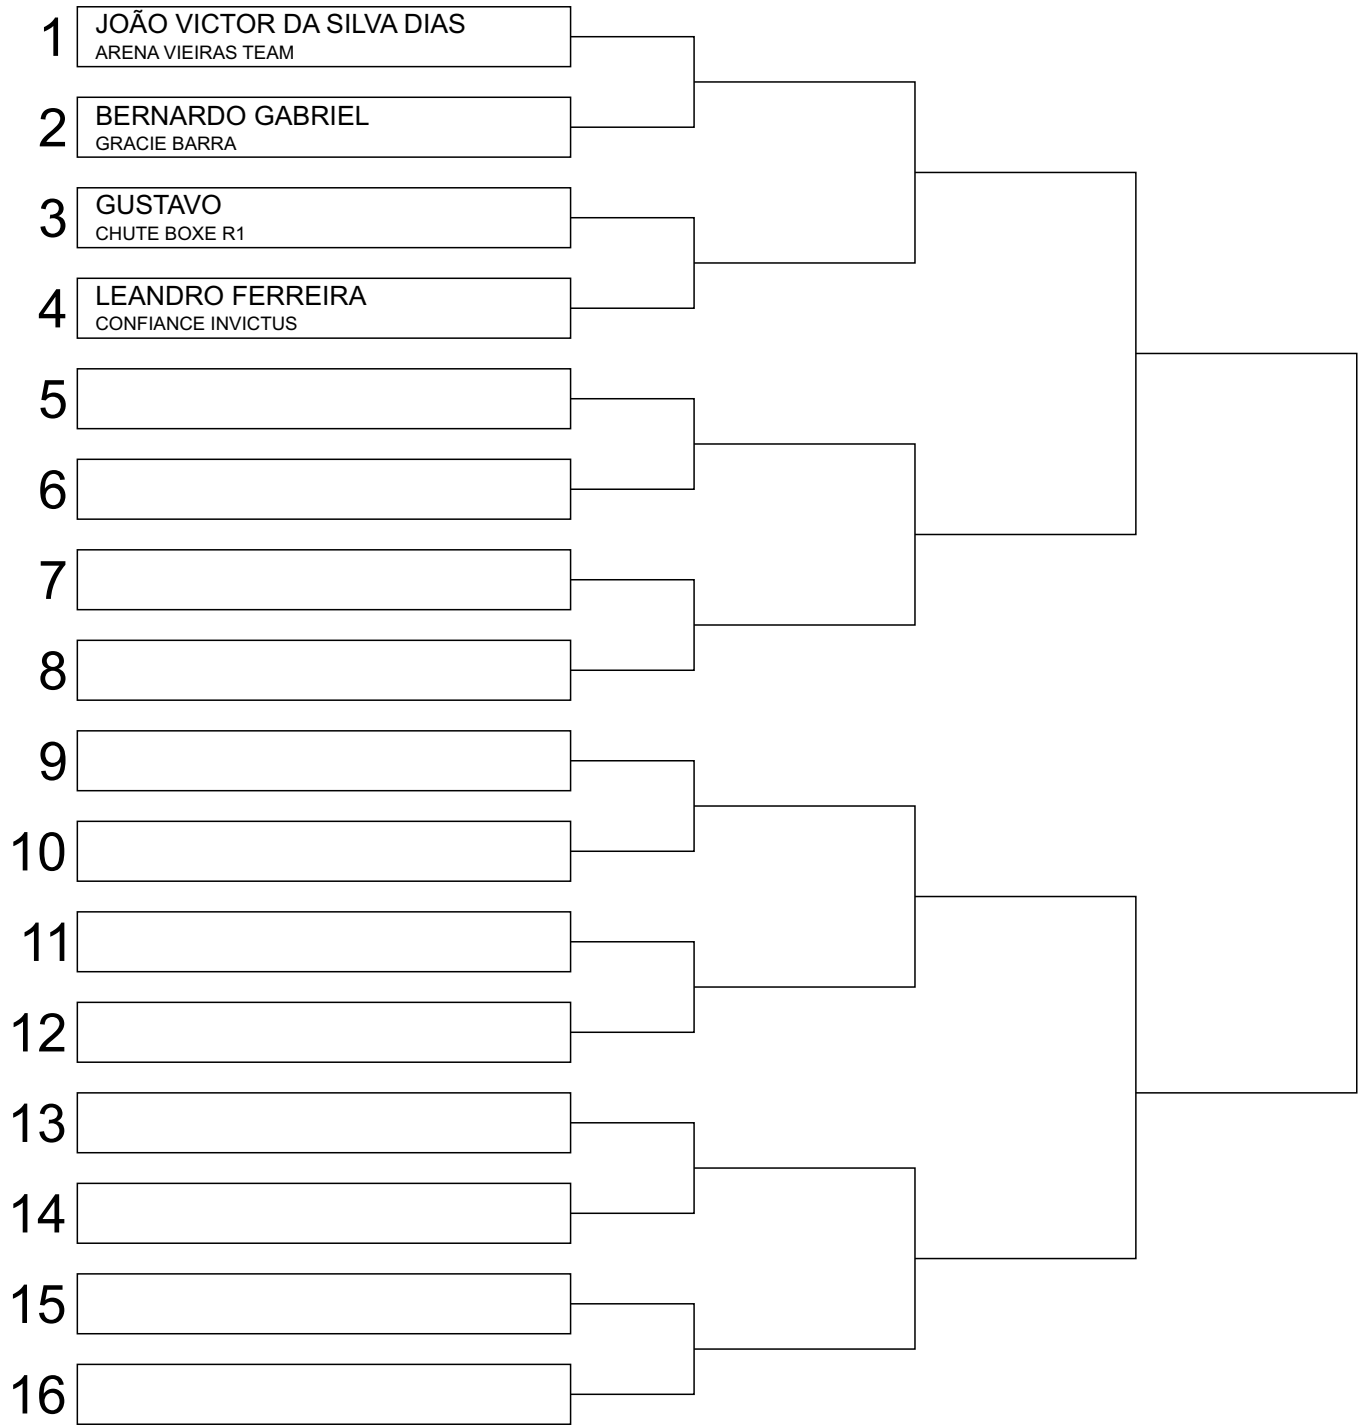 1
JOÃO VICTOR DA SILVA DIAS
ARENA VIEIRAS TEAM
2
BERNARDO GABRIEL
GRACIE BARRA
3
GUSTAVO
CHUTE BOXE R1
4
LEANDRO FERREIRA
CONFIANCE INVICTUS
5
6
7
8
9
10
11
12
13
14
15
16